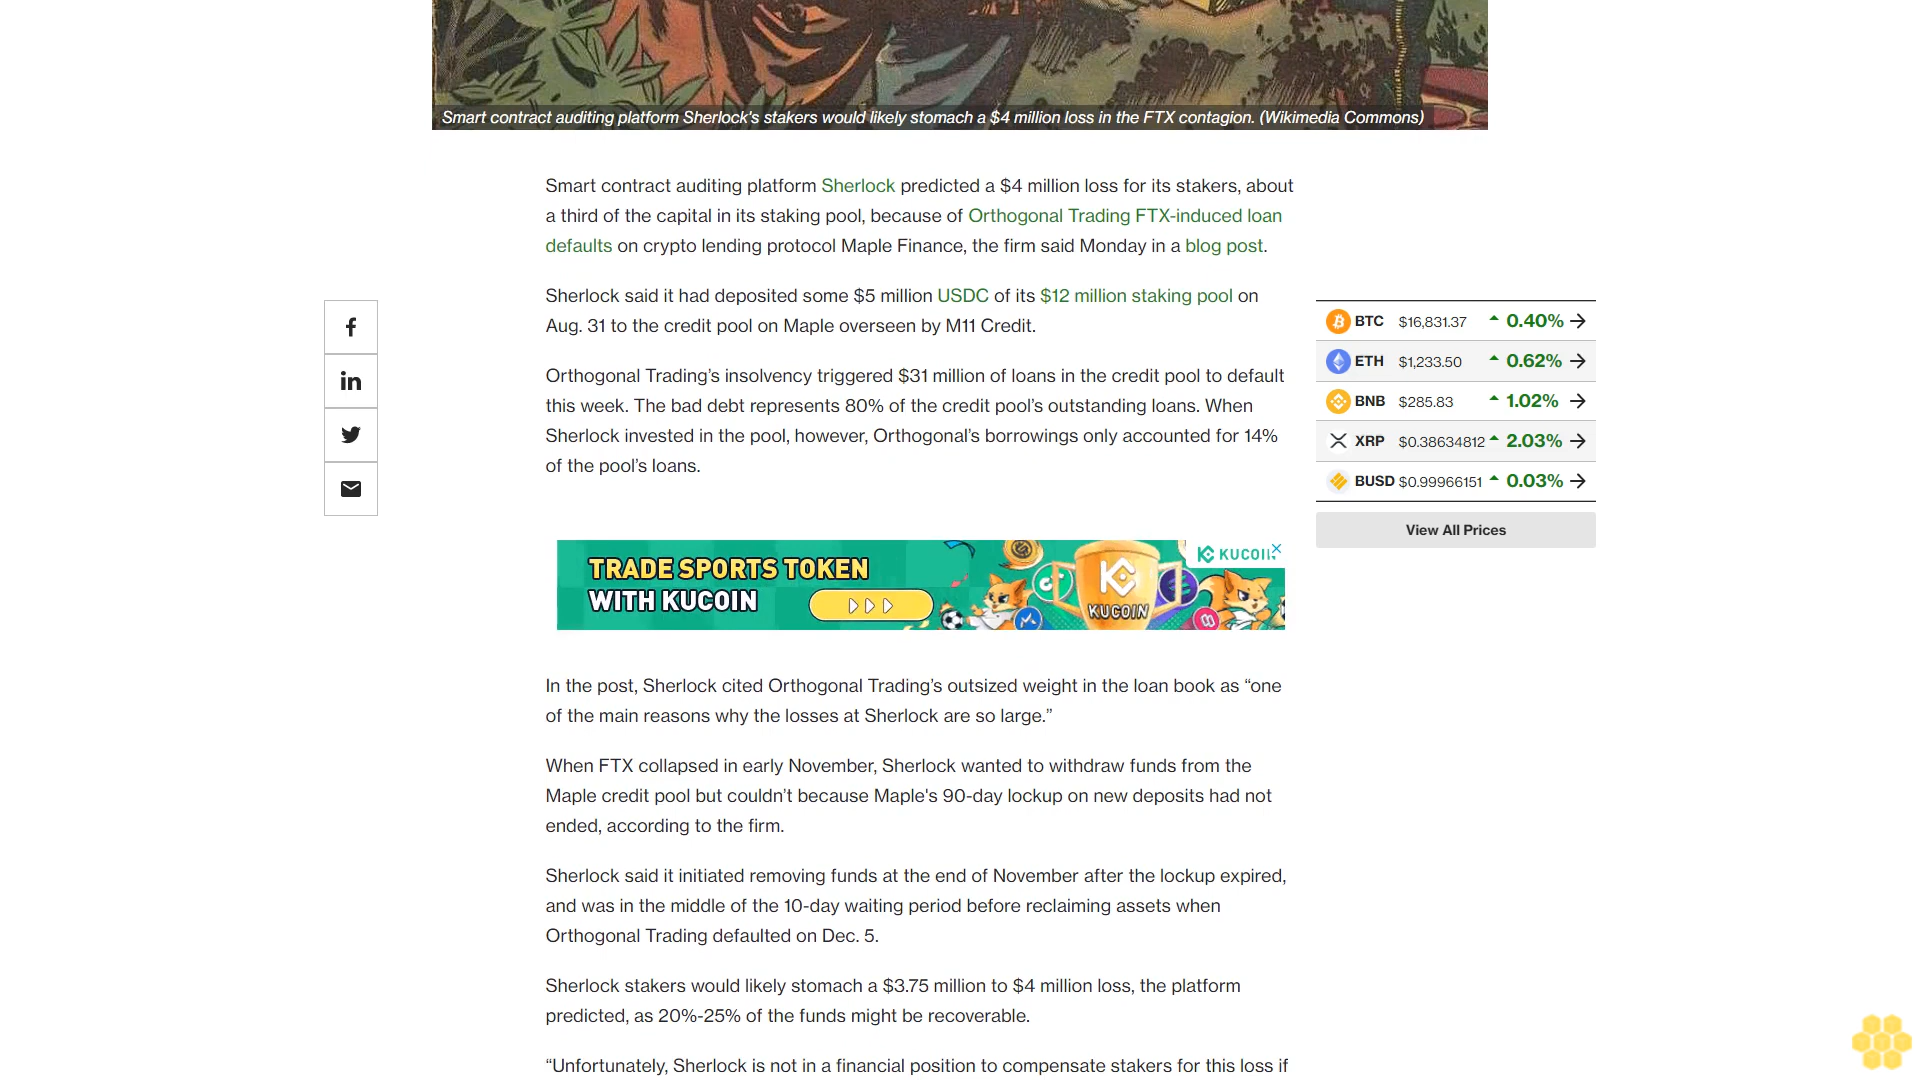 Smart contract auditing platform Sherlock's stakers would likely stomach a $4 million loss in the FTX contagion. (Wikimedia Commons)
Smart contract auditing platform Sherlock predicted a $4 million loss for its stakers, about
a third of the capital in its staking pool, because of Orthogonal Trading FTX-induced loan
defaults on crypto lending protocol Maple Finance, the firm said Monday in a blog post.
Sherlock said it had deposited some $5 million USDC of its $12 million staking pool on
Aug. 31 to the credit pool on Maple overseen by M11 Credit.
Orthogonal Trading’s insolvency triggered $31 million of loans in the credit pool to default
this week. The bad debt represents 80% of the credit pool’s outstanding loans. When
Sherlock invested in the pool, however, Orthogonal’s borrowings only accounted for 14%
of the pool’s loans.
BTC $16,831.37 0.40%
ETH $1,233.50 0.62%
BNB $285.83 1.02%
XRP $0.38634812 2.03%
BUSD $0.99966151 0.03%
View All Prices
TRADE SPORTS TOKEN
WITH KUCOIN
KUCOIN
KUCOIN
In the post, Sherlock cited Orthogonal Trading’s outsized weight in the loan book as “one
of the main reasons why the losses at Sherlock are so large.”
When FTX collapsed in early November, Sherlock wanted to withdraw funds from the
Maple credit pool but couldn’t because Maple's 90-day lockup on new deposits had not
ended, according to the firm.
Sherlock said it initiated removing funds at the end of November after the lockup expired,
and was in the middle of the 10-day waiting period before reclaiming assets when
Orthogonal Trading defaulted on Dec. 5.
Sherlock stakers would likely stomach a $3.75 million to $4 million loss, the platform
predicted, as 20%-25% of the funds might be recoverable.
“Unfortunately, Sherlock is not in a financial position to compensate stakers for this loss if